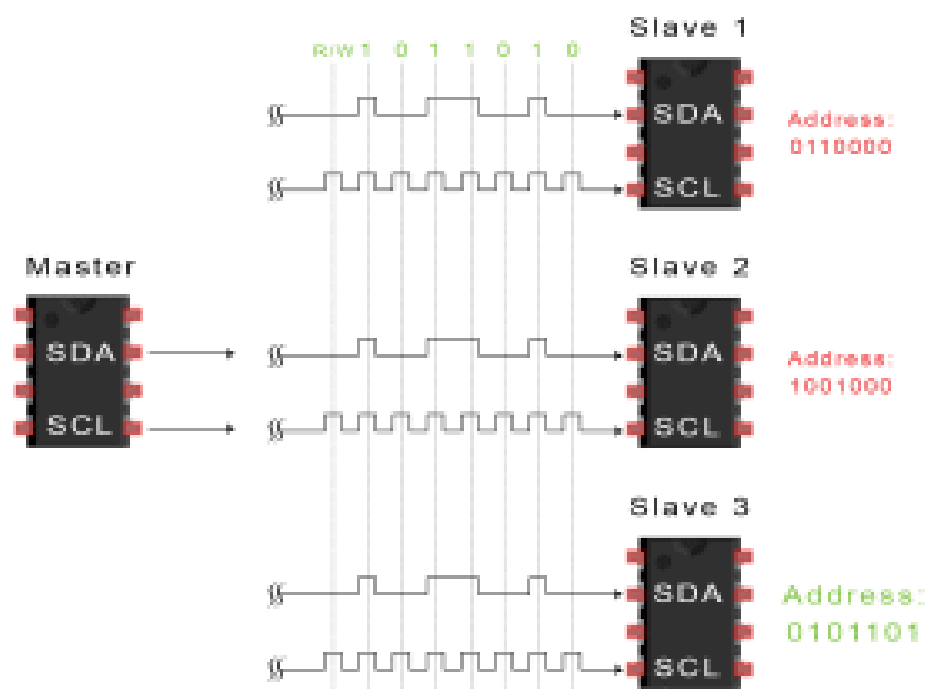 Slave 1
R/W 1 0 1 1 0 1 0
SDA
SCL
Address:
0110000
Master
SDA
SCL
Slave 2
SDA
SCL
Address:
1001000
Slave 3
SDA
SCL
Address:
0101101